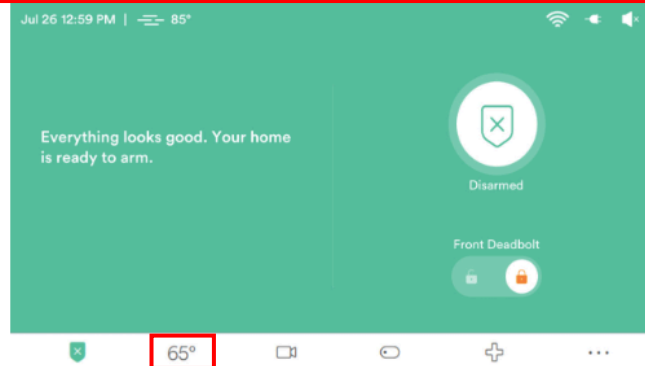 Jul 26 12:59 PM | 85°
Everything looks good. Your home
is ready to arm.
Disarmed
Front Deadbolt
65°